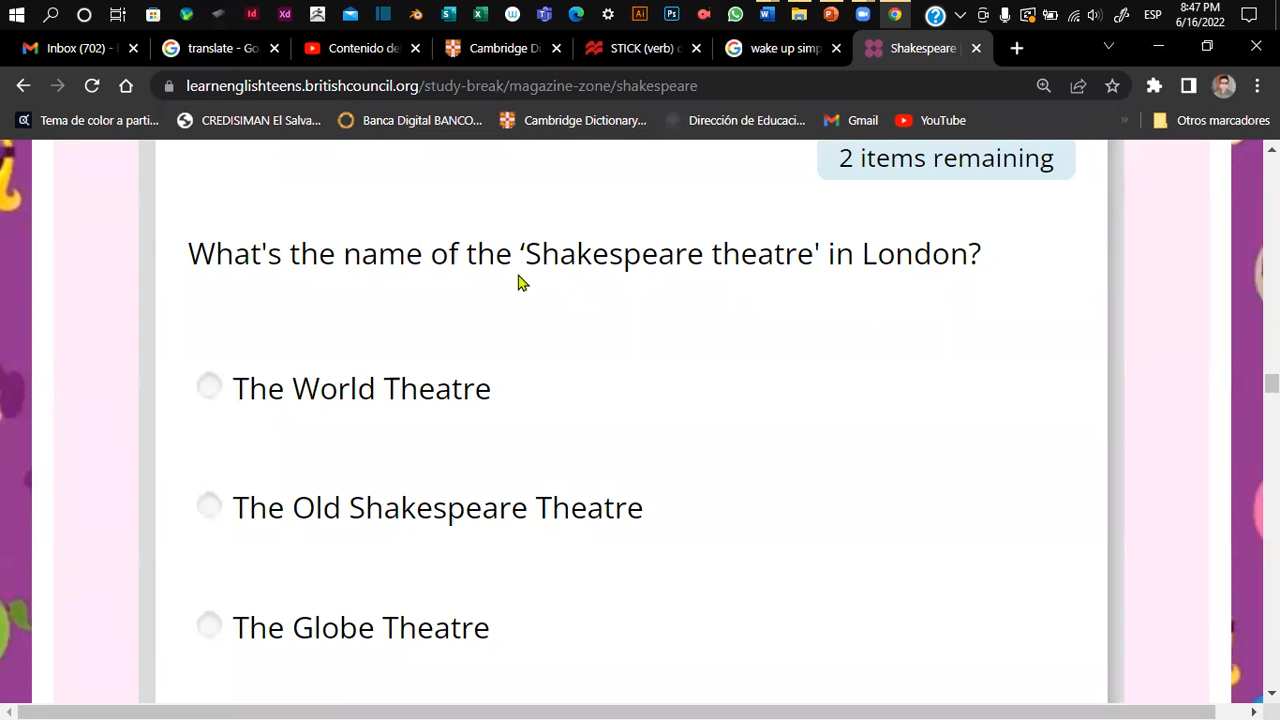 ESP
8:47 PM
6/16/2022
Inbox (702) -
translate - Go
Contenido de
Cambridge Di
STICK (verb) c
wake up simp
Shakespeare
learnenglishteens.britishcouncil.org/study-break/magazine-zone/shakespeare
Tema de color a parti...
CREDISIMAN El Salva...
Banca Digital BANCO...
Cambridge Dictionary...
Dirección de Educaci...
Gmail
YouTube
Otros marcadores
2 items remaining
What's the name of the ‘Shakespeare theatre' in London?
The World Theatre
The Old Shakespeare Theatre
The Globe Theatre